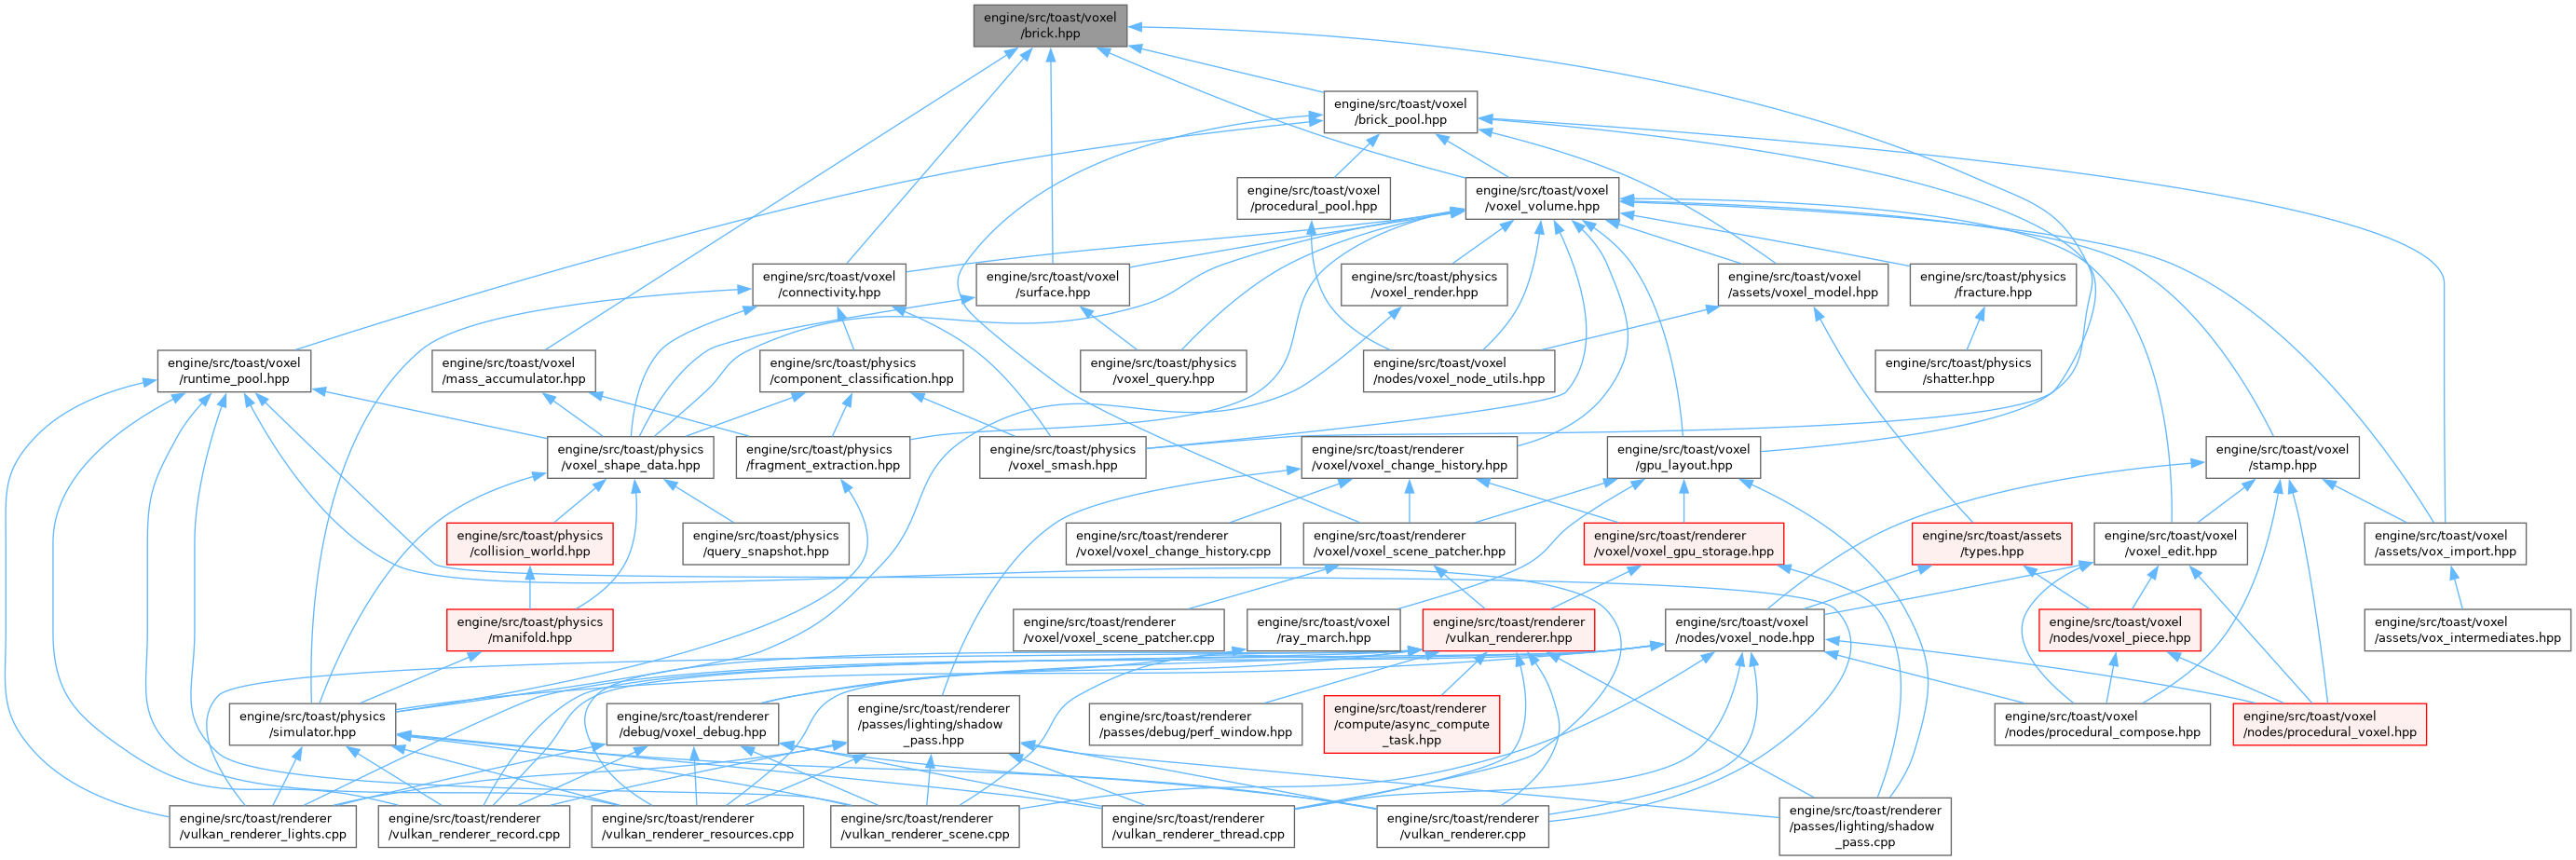 engine/src/toast/voxel
/brick.hpp
engine/src/toast/voxel
/brick_pool.hpp
engine/src/toast/voxel
/procedural_pool.hpp
engine/src/toast/voxel
/voxel_volume.hpp
engine/src/toast/voxel
/connectivity.hpp
engine/src/toast/voxel
/surface.hpp
engine/src/toast/physics
/voxel_render.hpp
engine/src/toast/voxel
/assets/voxel_model.hpp
engine/src/toast/physics
/fracture.hpp
engine/src/toast/voxel
/runtime_pool.hpp
engine/src/toast/voxel
/mass_accumulator.hpp
engine/src/toast/physics
/component_classification.hpp
engine/src/toast/physics
/voxel_query.hpp
engine/src/toast/voxel
/nodes/voxel_node_utils.hpp
engine/src/toast/physics
/shatter.hpp
engine/src/toast/physics
/voxel_shape_data.hpp
engine/src/toast/physics
/fragment_extraction.hpp
engine/src/toast/physics
/voxel_smash.hpp
engine/src/toast/renderer
/voxel/voxel_change_history.hpp
engine/src/toast/voxel
/gpu_layout.hpp
engine/src/toast/voxel
/stamp.hpp
engine/src/toast/physics
/collision_world.hpp
engine/src/toast/physics
/query_snapshot.hpp
engine/src/toast/renderer
/voxel/voxel_change_history.cpp
engine/src/toast/renderer
/voxel/voxel_scene_patcher.hpp
engine/src/toast/renderer
/voxel/voxel_gpu_storage.hpp
engine/src/toast/assets
/types.hpp
engine/src/toast/voxel
/voxel_edit.hpp
engine/src/toast/voxel
/assets/vox_import.hpp
engine/src/toast/physics
/manifold.hpp
engine/src/toast/renderer
/voxel/voxel_scene_patcher.cpp
engine/src/toast/voxel
/ray_march.hpp
engine/src/toast/renderer
/vulkan_renderer.hpp
engine/src/toast/voxel
/nodes/voxel_node.hpp
engine/src/toast/voxel
/nodes/voxel_piece.hpp
engine/src/toast/voxel
/assets/vox_intermediates.hpp
engine/src/toast/physics
/simulator.hpp
engine/src/toast/renderer
/debug/voxel_debug.hpp
engine/src/toast/renderer
/passes/lighting/shadow
_pass.hpp
engine/src/toast/renderer
/passes/debug/perf_window.hpp
engine/src/toast/renderer
/compute/async_compute
_task.hpp
engine/src/toast/voxel
/nodes/procedural_compose.hpp
engine/src/toast/voxel
/nodes/procedural_voxel.hpp
engine/src/toast/renderer
/vulkan_renderer_lights.cpp
engine/src/toast/renderer
/vulkan_renderer_record.cpp
engine/src/toast/renderer
/vulkan_renderer_resources.cpp
engine/src/toast/renderer
/vulkan_renderer_scene.cpp
engine/src/toast/renderer
/vulkan_renderer_thread.cpp
engine/src/toast/renderer
/vulkan_renderer.cpp
engine/src/toast/renderer
/passes/lighting/shadow
_pass.cpp